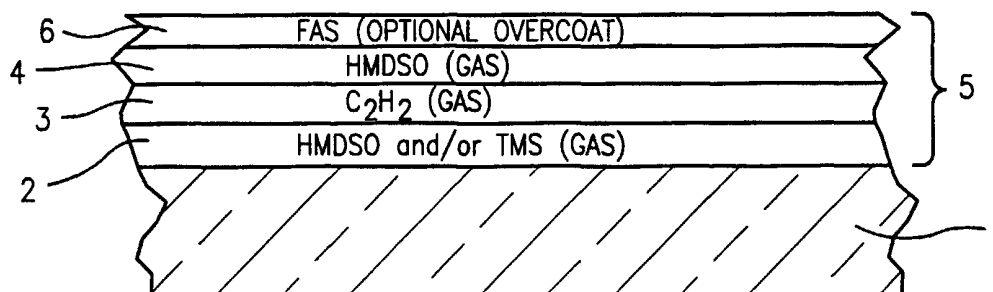 6 FAS (OPTIONAL OVERCOAT)
4 HMDSO (GAS)
3 C2H2 (GAS)
2 HMDSO and/or TMS (GAS)
5